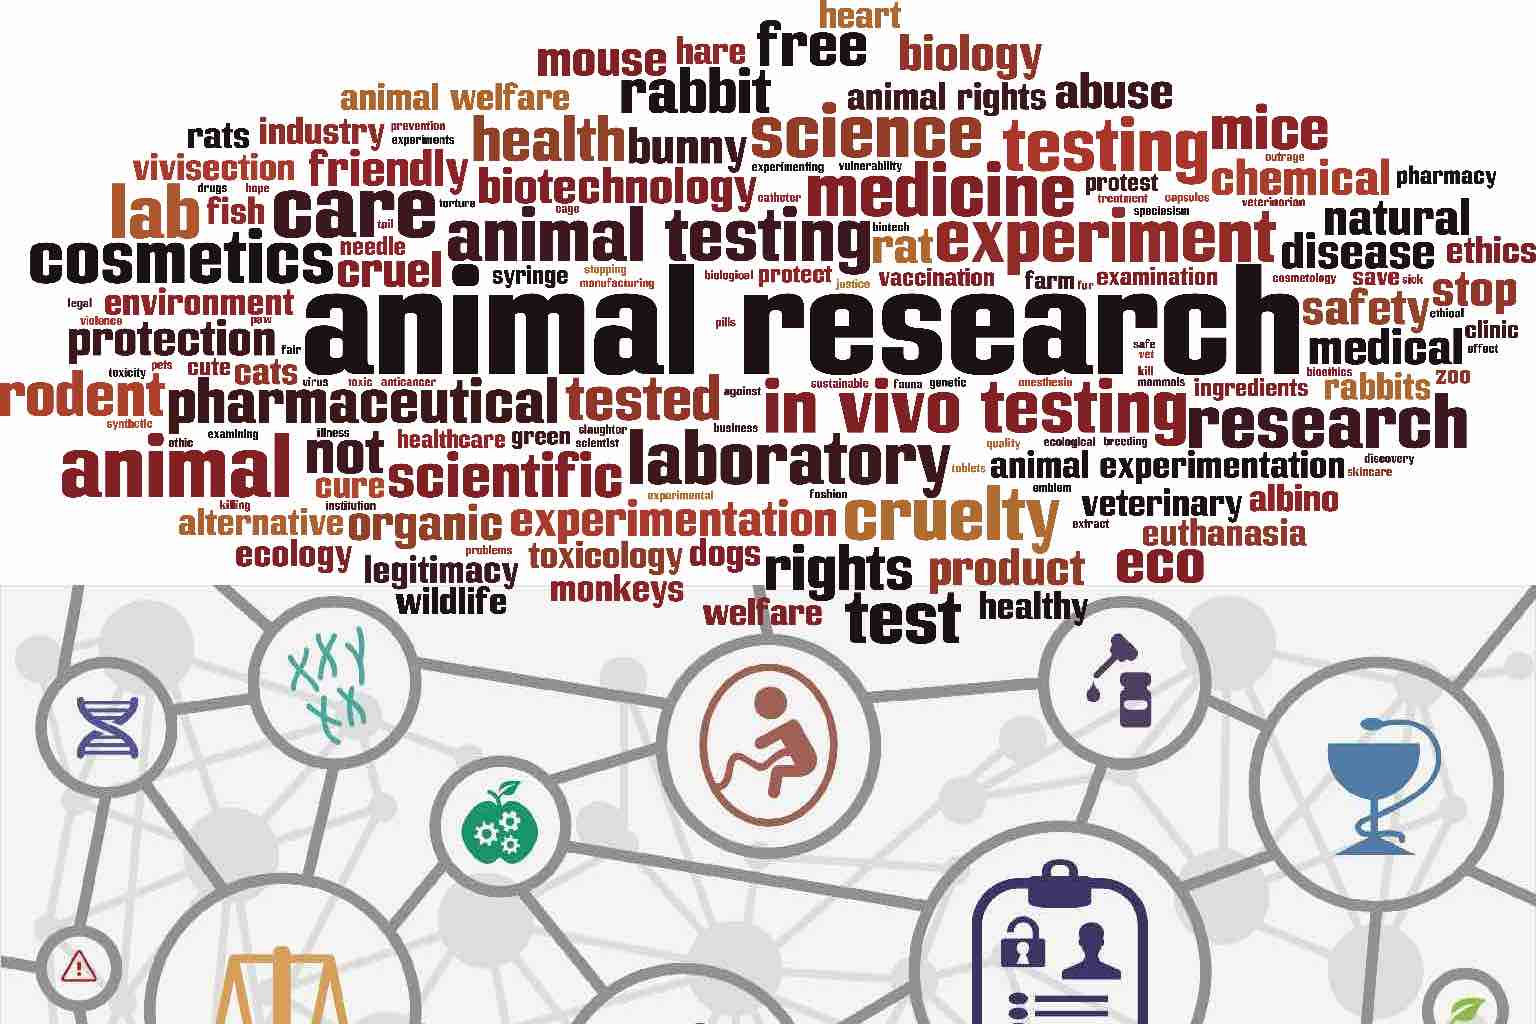 heart
mouse hare free biology
animal welfare rabbit animal rights abuse
rats industry prevention experiments health bunny science testing mice
vivisection friendly experimenting vulnerability outrage
drugs hope biotechnology catheter medicine protest chemical pharmacy
lab fish care torture cage treatment capsules veterinarian
tail animal testing biotech speciesism natural
cosmetics needle rat experiment disease ethics
cruel syringe stopping manufacturing biological protect justice vaccination farm fur examination cosmetology save sick stop
legal environment animal research safety ethical
violence paw pills clinic
protection fair safe vet medical effect
toxicity pets cute cats kill bioethics
virus toxic anticancer sustainable fauna genetic anesthesia mammals ingredients rabbits zoo
rodent pharmaceutical tested against in vivo testing research
synthetic examining illness slaughter business
animal ethic not healthcare green scientist laboratory quality ecological breeding
cure scientific tablets animal experimentation discovery skincare
killing institution experimental fashion emblem
alternative organic experimentation cruelty extract veterinary albino
ecology problems toxicology dogs euthanasia
legitimacy rights product eco
wildlife monkeys
welfare test healthy
xxy
xx